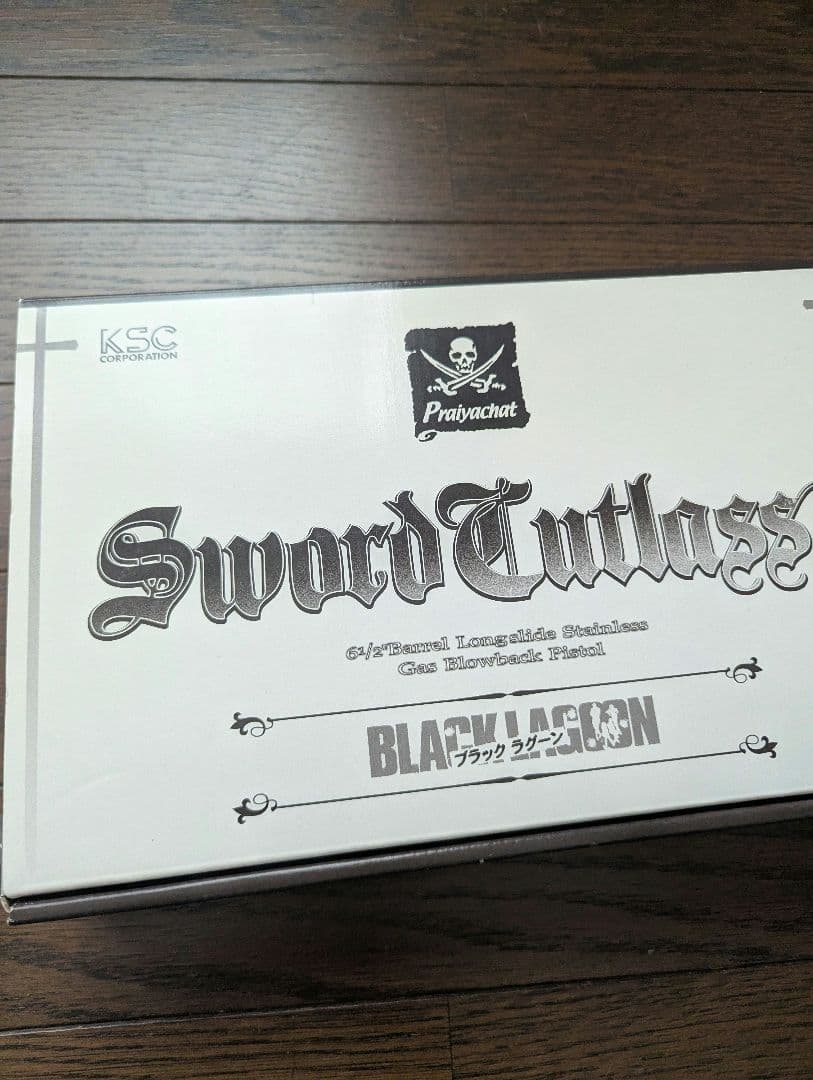 KSC
CORPORATION
Praiyachat
Sword Cutlass
6 1/2" Barrel Longslide Stainless
Gas Blowback Pistol
BLACK LAGOON
ブラック ラグーン